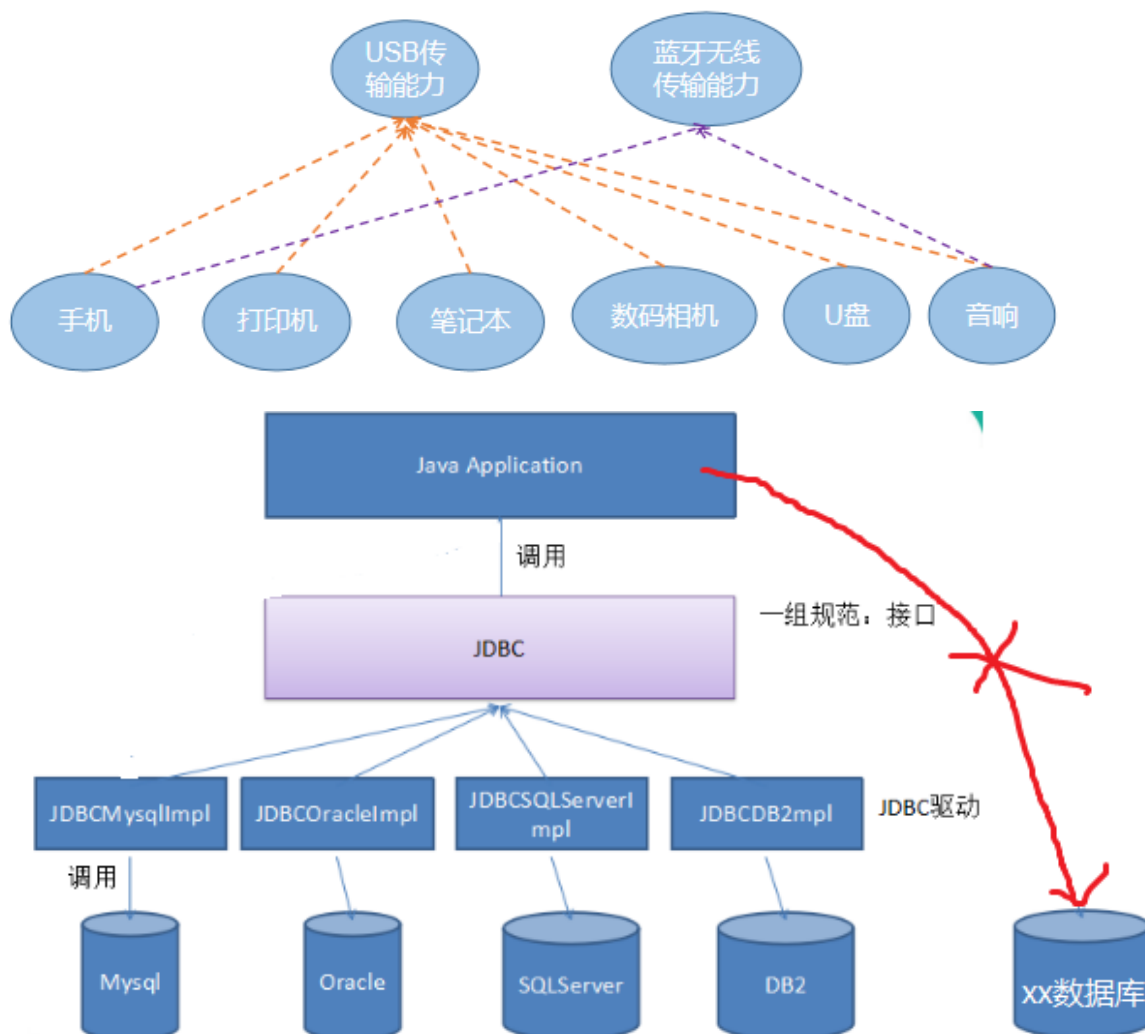 USB传
输能力
蓝牙无线
传输能力
手机
打印机
笔记本
数码相机
U盘
音响
Java Application
调用
一组规范：接口
JDBC
JDBCMysqlImpl
JDBCOracleImpl
JDBCSQLServerI
mpl
JDBCDB2mpl
JDBC驱动
调用
Mysql
Oracle
SQLServer
DB2
xx数据库